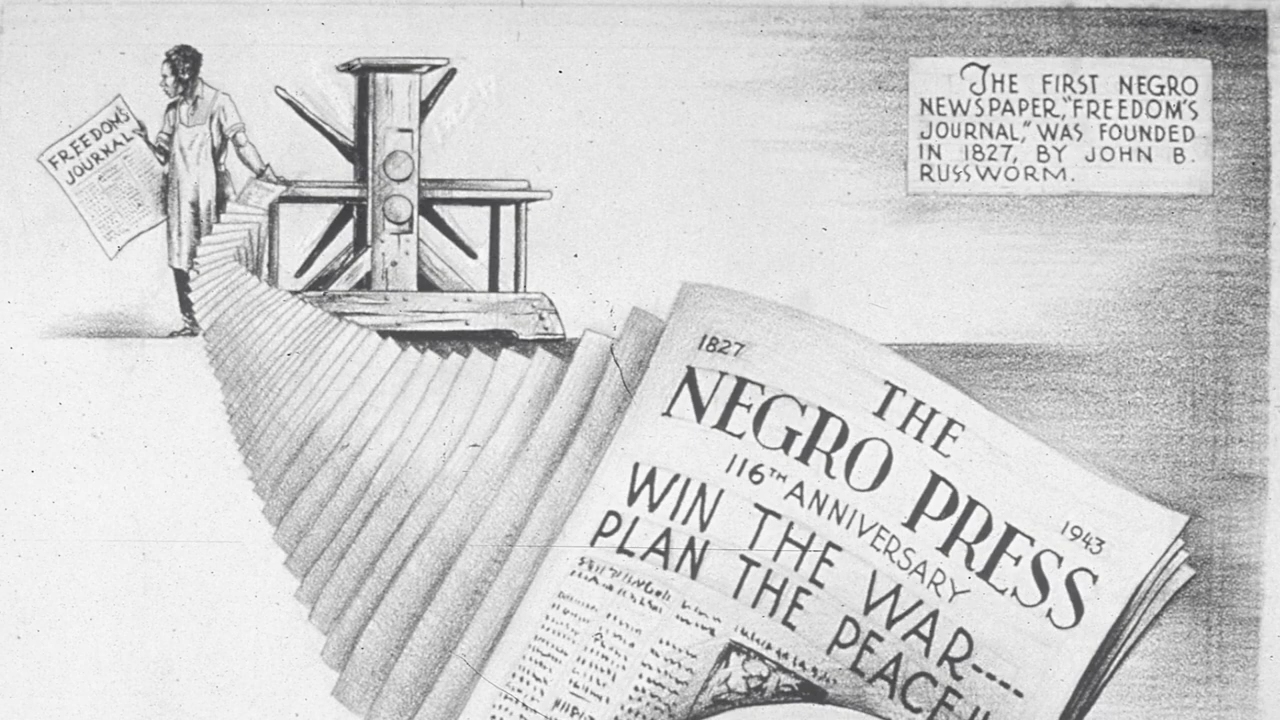 FREEDOM'S
JOURNAL
THE FIRST NEGRO
NEWSPAPER, "FREEDOM'S
JOURNAL," WAS FOUNDED
IN 1827, BY JOHN B.
RUSSWORM.
1827
THE
NEGRO PRESS
1943
116TH ANNIVERSARY
WIN THE WAR----
PLAN THE PEACE!!